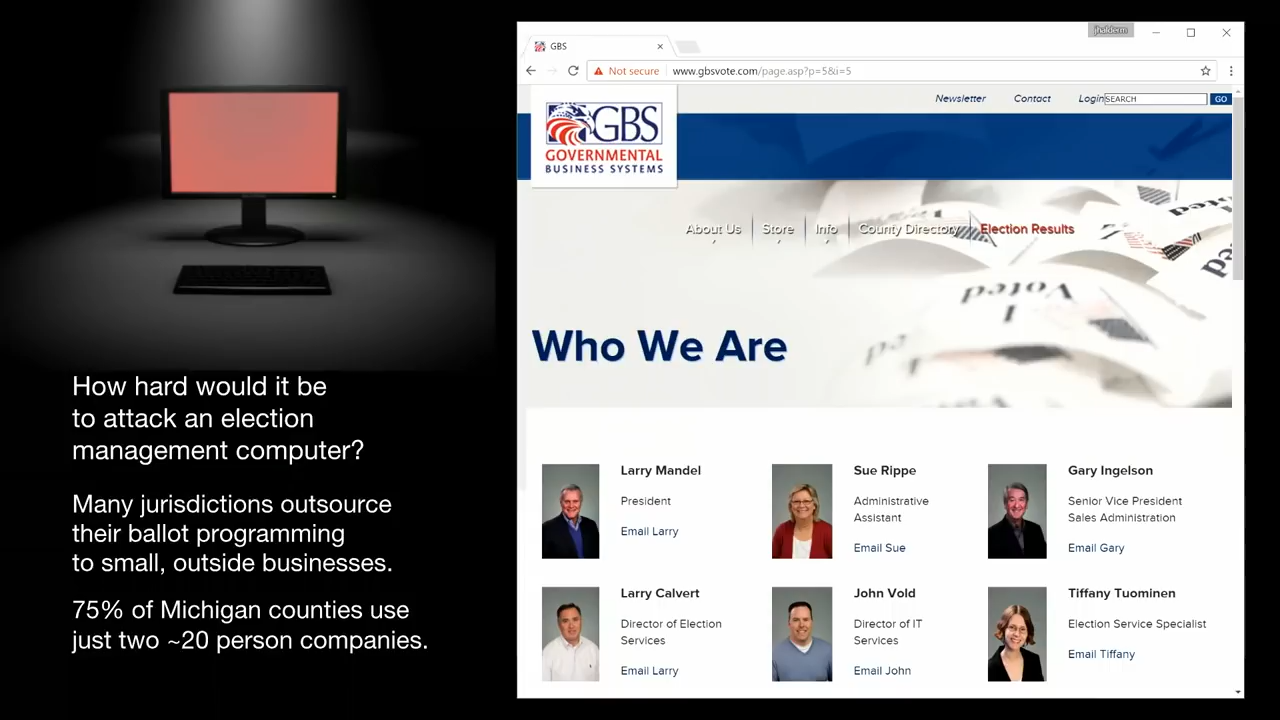 How hard would it be
to attack an election
management computer?
Many jurisdictions outsource
their ballot programming
to small, outside businesses.
75% of Michigan counties use
just two ~20 person companies.
jhalderm
GBS
Not secure www.gbsvote.com/page.asp?p=5&i=5
Newsletter Contact Login SEARCH GO
GBS
GOVERNMENTAL
BUSINESS SYSTEMS
About Us Store Info County Directory Election Results
I Voted
Voted
Who We Are
Larry Mandel
President
Email Larry
Sue Rippe
Administrative
Assistant
Email Sue
Gary Ingelson
Senior Vice President
Sales Administration
Email Gary
Larry Calvert
Director of Election
Services
Email Larry
John Vold
Director of IT
Services
Email John
Tiffany Tuominen
Election Service Specialist
Email Tiffany